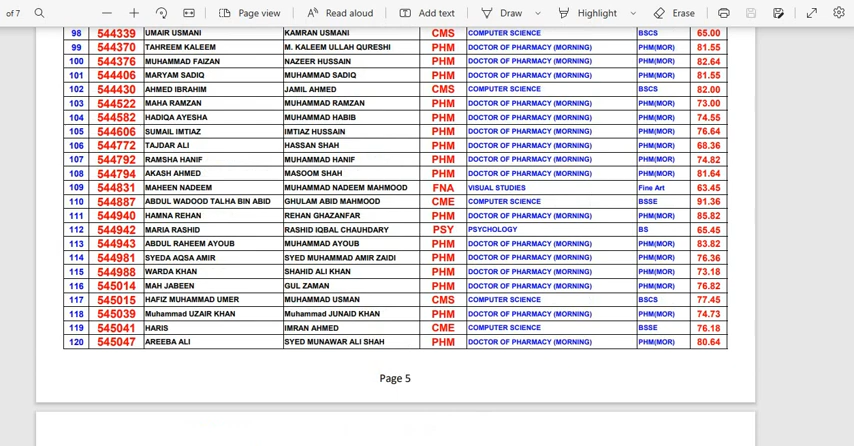 of 7 Page view Read aloud Add text Draw Highlight Erase
98 544339 UMAIR USMANI KAMRAN USMANI CMS COMPUTER SCIENCE BSCS 65.00
99 544370 TAHREEM KALEEM M. KALEEM ULLAH QURESHI PHM DOCTOR OF PHARMACY (MORNING) PHM(MOR) 81.55
100 544376 MUHAMMAD FAIZAN NAZEER HUSSAIN PHM DOCTOR OF PHARMACY (MORNING) PHM(MOR) 82.64
101 544406 MARYAM SADIQ MUHAMMAD SADIQ PHM DOCTOR OF PHARMACY (MORNING) PHM(MOR) 81.55
102 544430 AHMED IBRAHIM JAMIL AHMED CMS COMPUTER SCIENCE BSCS 82.00
103 544522 MAHA RAMZAN MUHAMMAD RAMZAN PHM DOCTOR OF PHARMACY (MORNING) PHM(MOR) 73.00
104 544582 HADIQA AYESHA MUHAMMAD HABIB PHM DOCTOR OF PHARMACY (MORNING) PHM(MOR) 74.55
105 544606 SUMAIL IMTIAZ IMTIAZ HUSSAIN PHM DOCTOR OF PHARMACY (MORNING) PHM(MOR) 76.64
106 544772 TAJDAR ALI HASSAN SHAH PHM DOCTOR OF PHARMACY (MORNING) PHM(MOR) 68.36
107 544792 RAMSHA HANIF MUHAMMAD HANIF PHM DOCTOR OF PHARMACY (MORNING) PHM(MOR) 74.82
108 544794 AKASH AHMED MASOOM SHAH PHM DOCTOR OF PHARMACY (MORNING) PHM(MOR) 81.64
109 544831 MAHEEN NADEEM MUHAMMAD NADEEM MAHMOOD FNA VISUAL STUDIES Fine Art 63.45
110 544887 ABDUL WADOOD TALHA BIN ABID GHULAM ABID MAHMOOD CME COMPUTER SCIENCE BSSE 91.36
111 544940 HAMNA REHAN REHAN GHAZANFAR PHM DOCTOR OF PHARMACY (MORNING) PHM(MOR) 85.82
112 544942 MARIA RASHID RASHID IQBAL CHAUHDARY PSY PSYCHOLOGY BS 65.45
113 544943 ABDUL RAHEEM AYOUB MUHAMMAD AYOUB PHM DOCTOR OF PHARMACY (MORNING) PHM(MOR) 83.82
114 544981 SYEDA AQSA AMIR SYED MUHAMMAD AMIR ZAIDI PHM DOCTOR OF PHARMACY (MORNING) PHM(MOR) 76.36
115 544988 WARDA KHAN SHAHID ALI KHAN PHM DOCTOR OF PHARMACY (MORNING) PHM(MOR) 73.18
116 545014 MAH JABEEN GUL ZAMAN PHM DOCTOR OF PHARMACY (MORNING) PHM(MOR) 76.82
117 545015 HAFIZ MUHAMMAD UMER MUHAMMAD USMAN CMS COMPUTER SCIENCE BSCS 77.45
118 545039 Muhammad UZAIR KHAN Muhammad JUNAID KHAN PHM DOCTOR OF PHARMACY (MORNING) PHM(MOR) 74.73
119 545041 HARIS IMRAN AHMED CME COMPUTER SCIENCE BSSE 76.18
120 545047 AREEBA ALI SYED MUNAWAR ALI SHAH PHM DOCTOR OF PHARMACY (MORNING) PHM(MOR) 80.64
Page 5